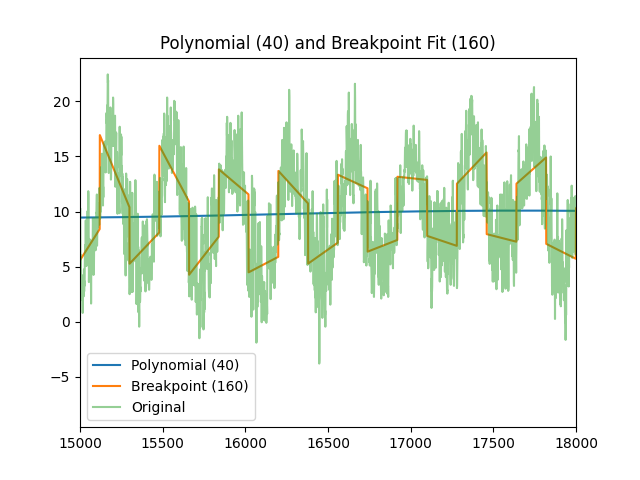 Polynomial (40) and Breakpoint Fit (160)
20
15
10
5
0
−5
Polynomial (40)
Breakpoint (160)
Original
15000 15500 16000 16500 17000 17500 18000